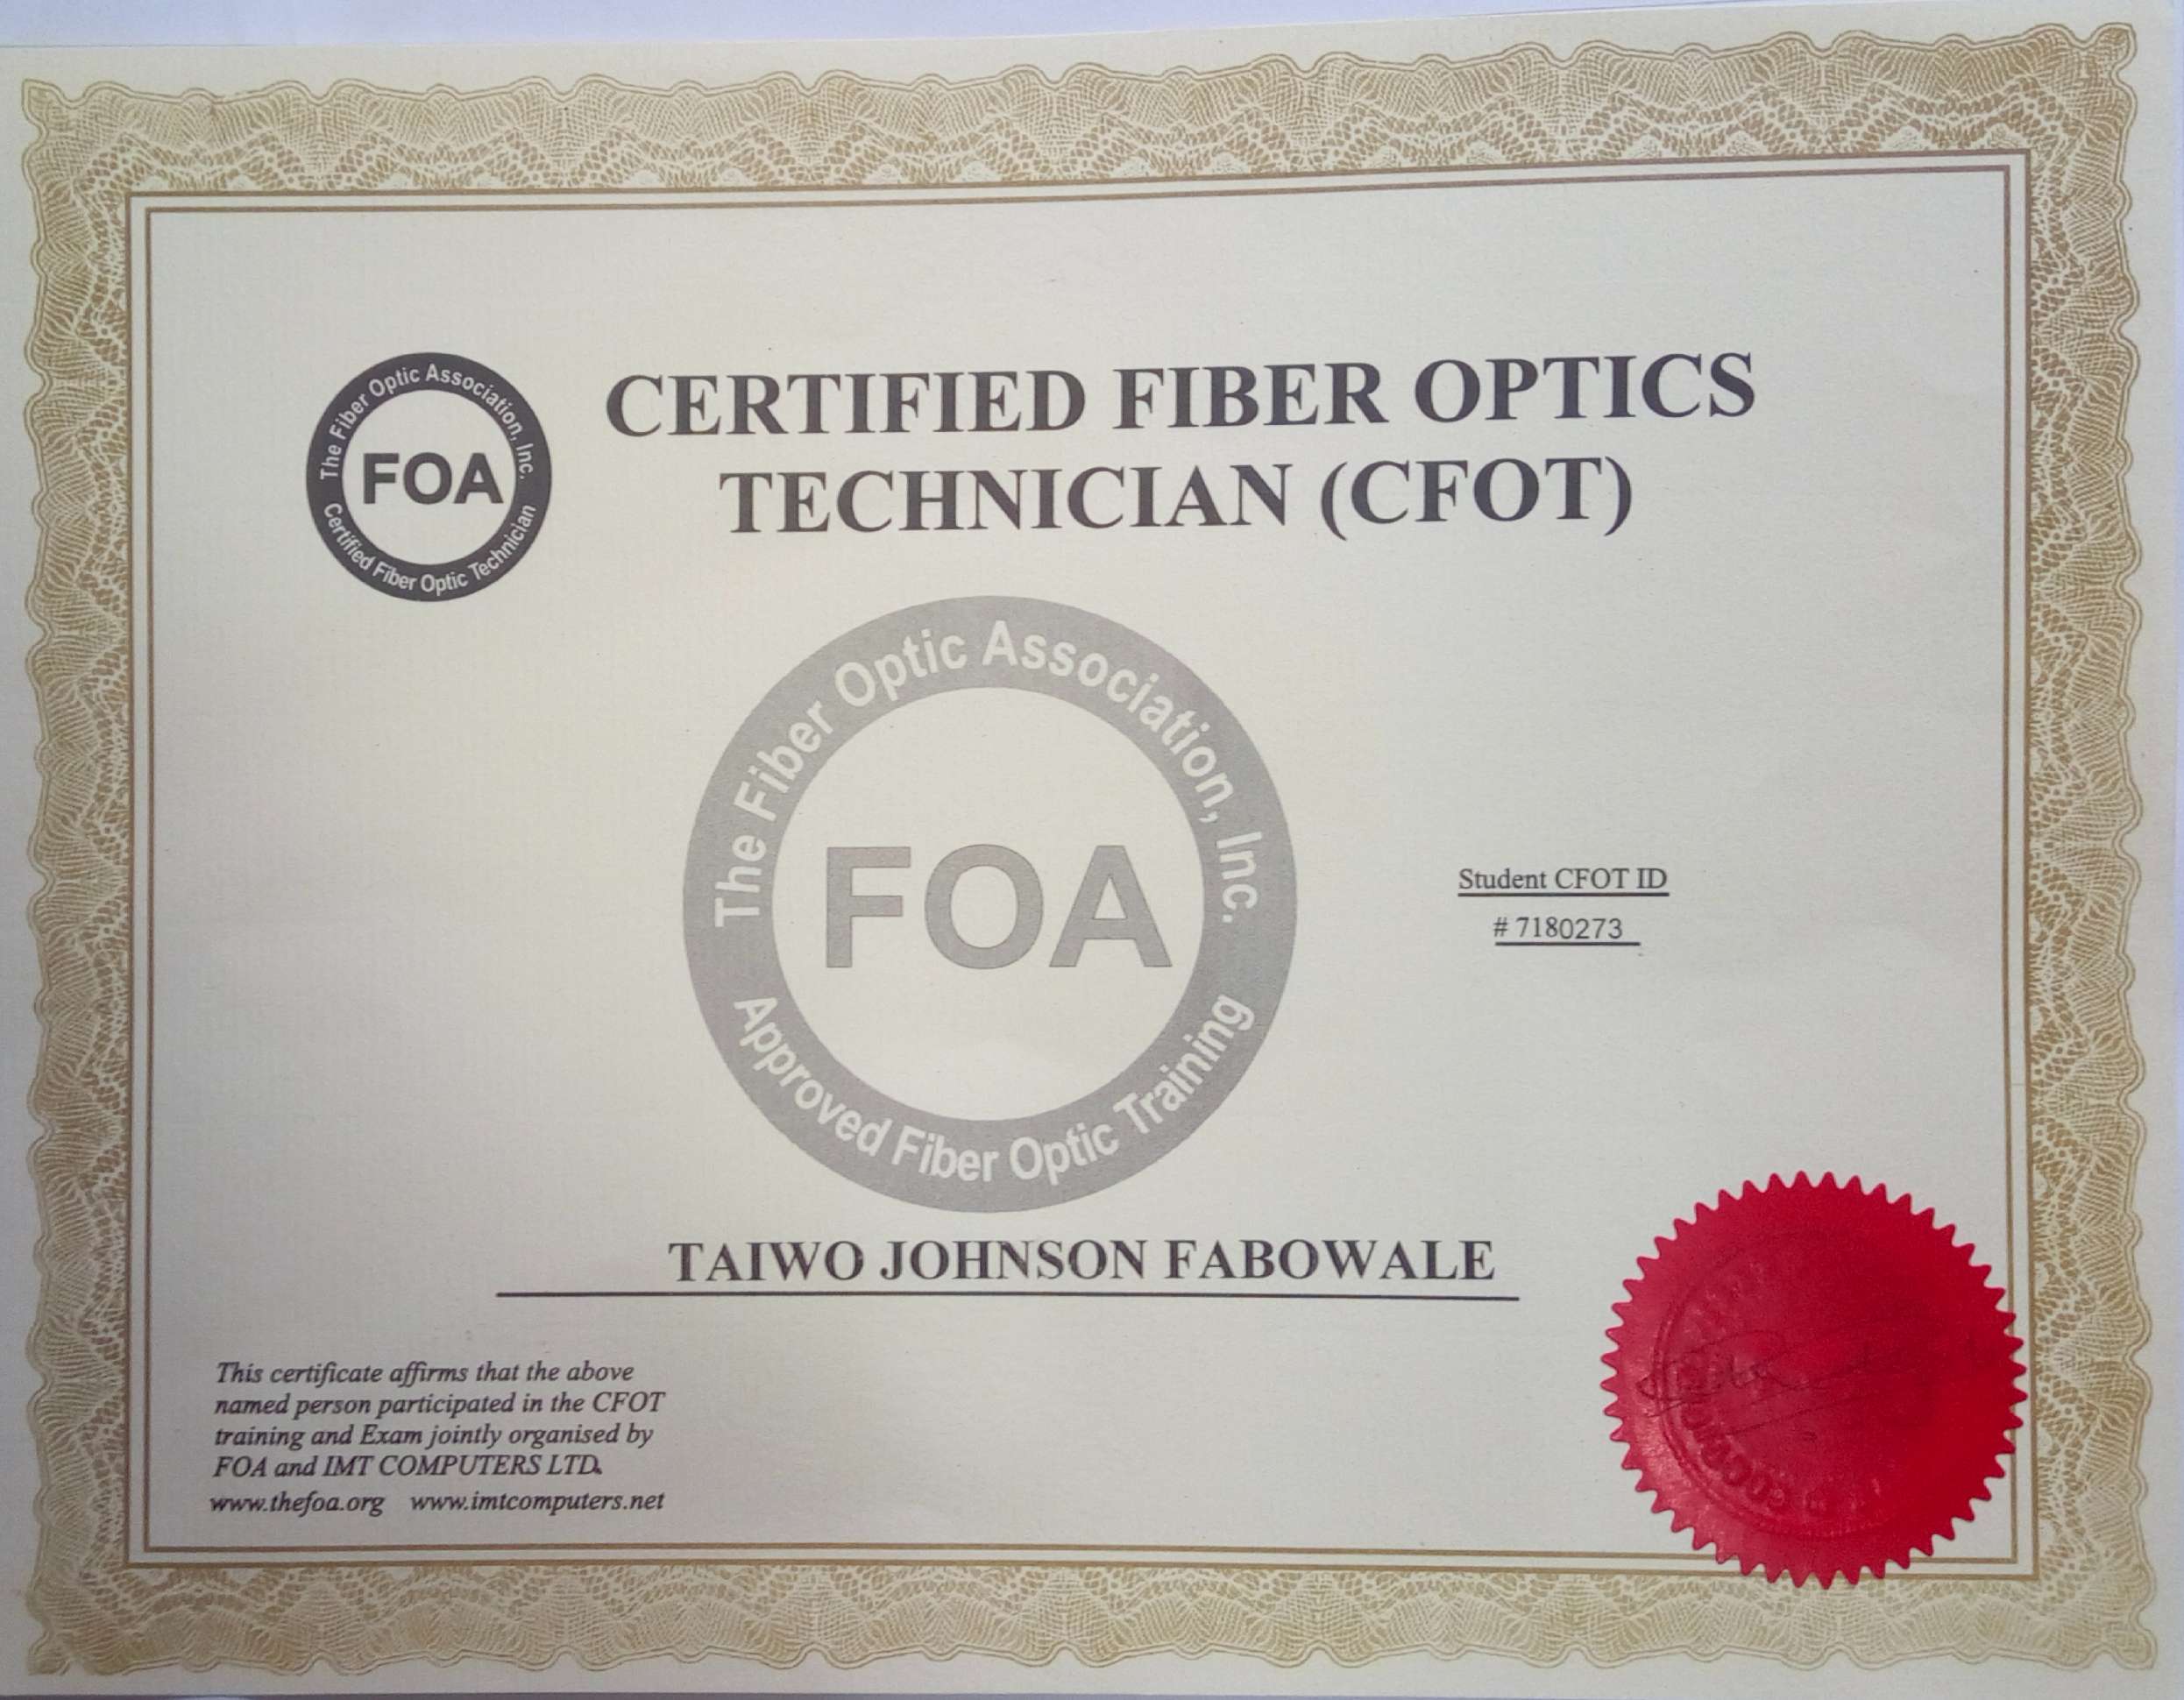 The Fiber Optic Association, Inc.
FOA
Certified Fiber Optic Technician
CERTIFIED FIBER OPTICS
TECHNICIAN (CFOT)
The Fiber Optic Association, Inc.
FOA
Approved Fiber Optic Training
Student CFOT ID
# 7180273
TAIWO JOHNSON FABOWALE
This certificate affirms that the above
named person participated in the CFOT
training and Exam jointly organised by
FOA and IMT COMPUTERS LTD.
www.thefoa.org www.imtcomputers.net